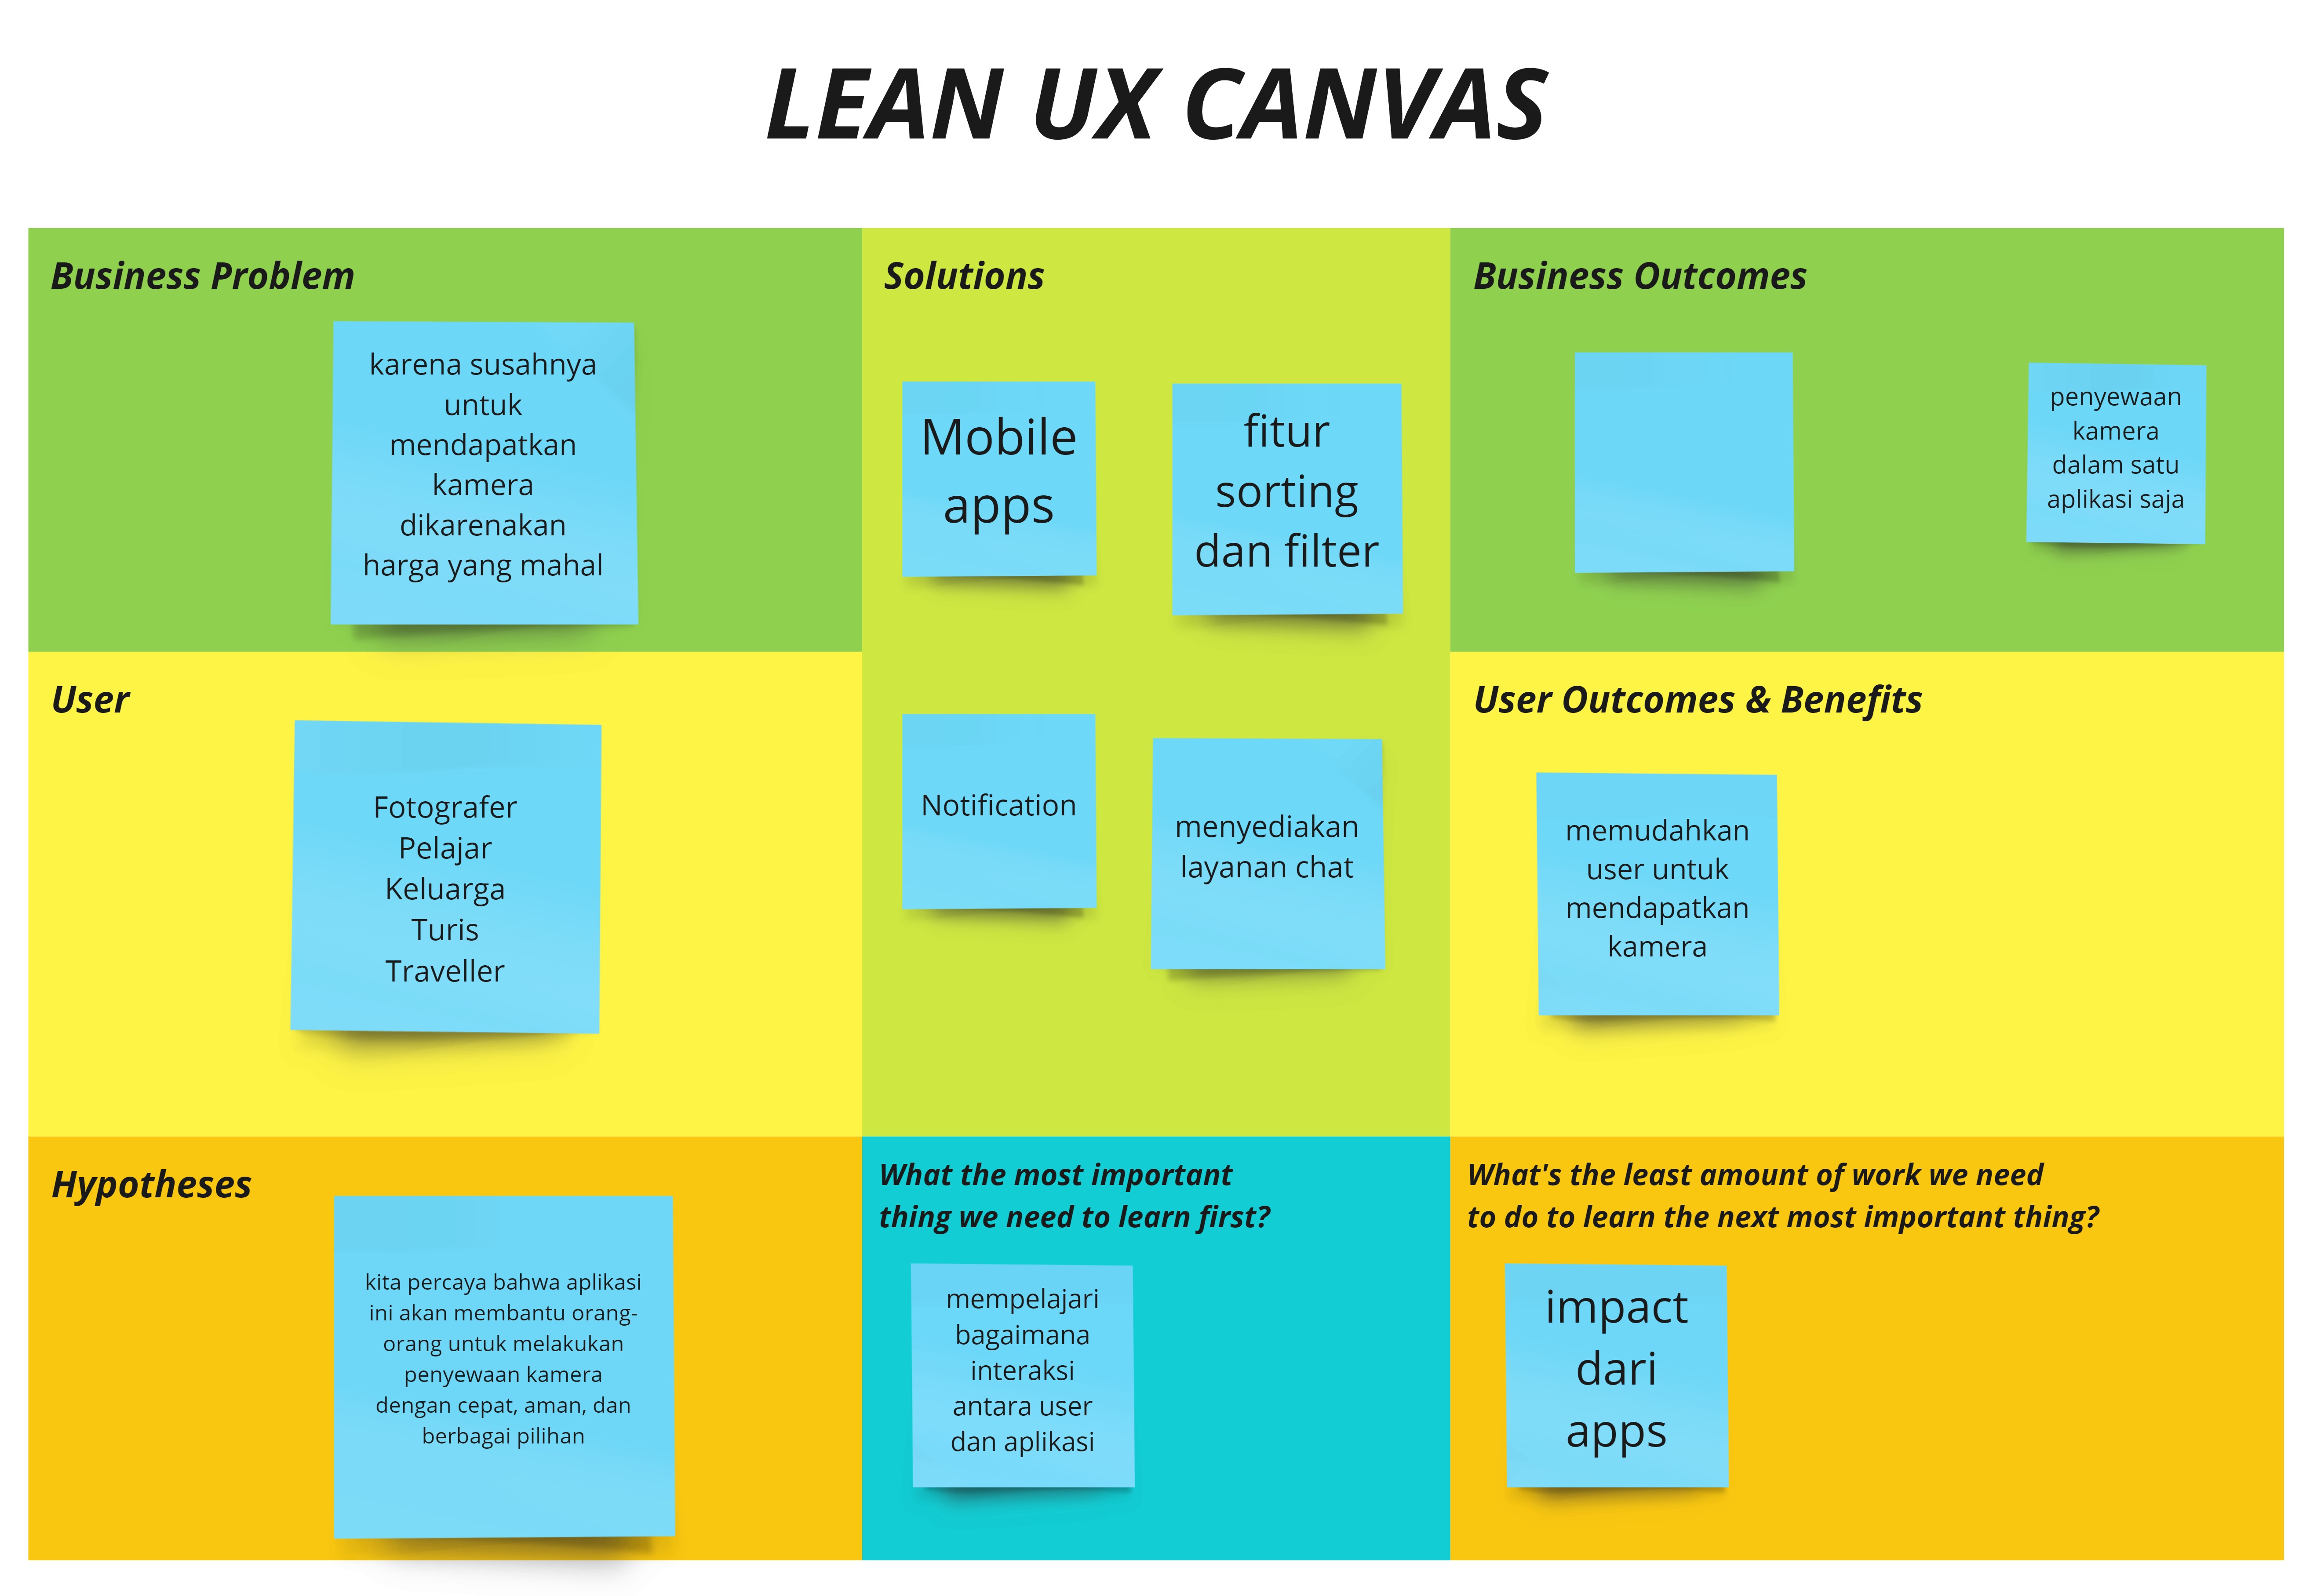 LEAN UX CANVAS
Business Problem
karena susahnya
untuk
mendapatkan
kamera
dikarenakan
harga yang mahal
Solutions
Mobile
apps
fitur
sorting
dan filter
Notification
menyediakan
layanan chat
Business Outcomes
penyewaan
kamera
dalam satu
aplikasi saja
User
Fotografer
Pelajar
Keluarga
Turis
Traveller
User Outcomes & Benefits
memudahkan
user untuk
mendapatkan
kamera
Hypotheses
kita percaya bahwa aplikasi
ini akan membantu orang-
orang untuk melakukan
penyewaan kamera
dengan cepat, aman, dan
berbagai pilihan
What the most important
thing we need to learn first?
mempelajari
bagaimana
interaksi
antara user
dan aplikasi
What's the least amount of work we need
to do to learn the next most important thing?
impact
dari
apps